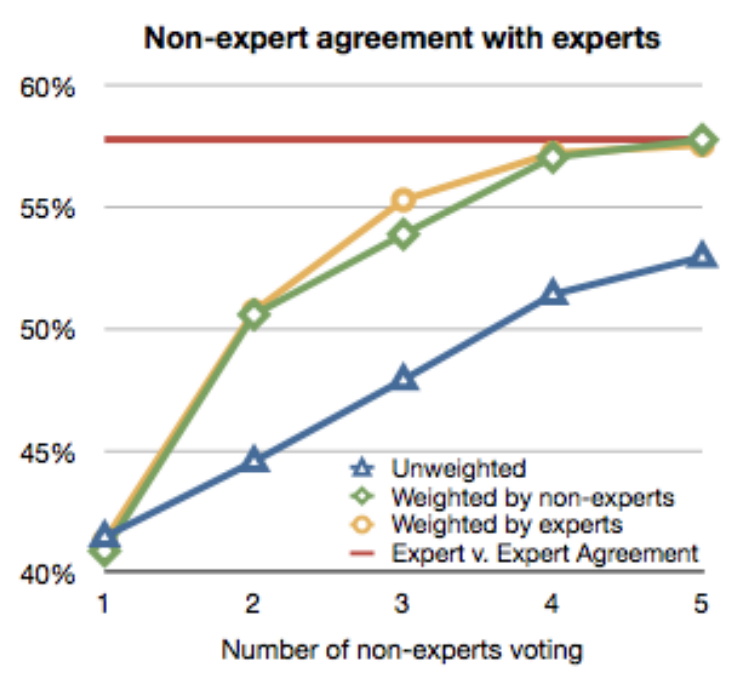 Non-expert agreement with experts
60%
55%
50%
45%
40%
Unweighted
Weighted by non-experts
Weighted by experts
Expert v. Expert Agreement
1 2 3 4 5
Number of non-experts voting